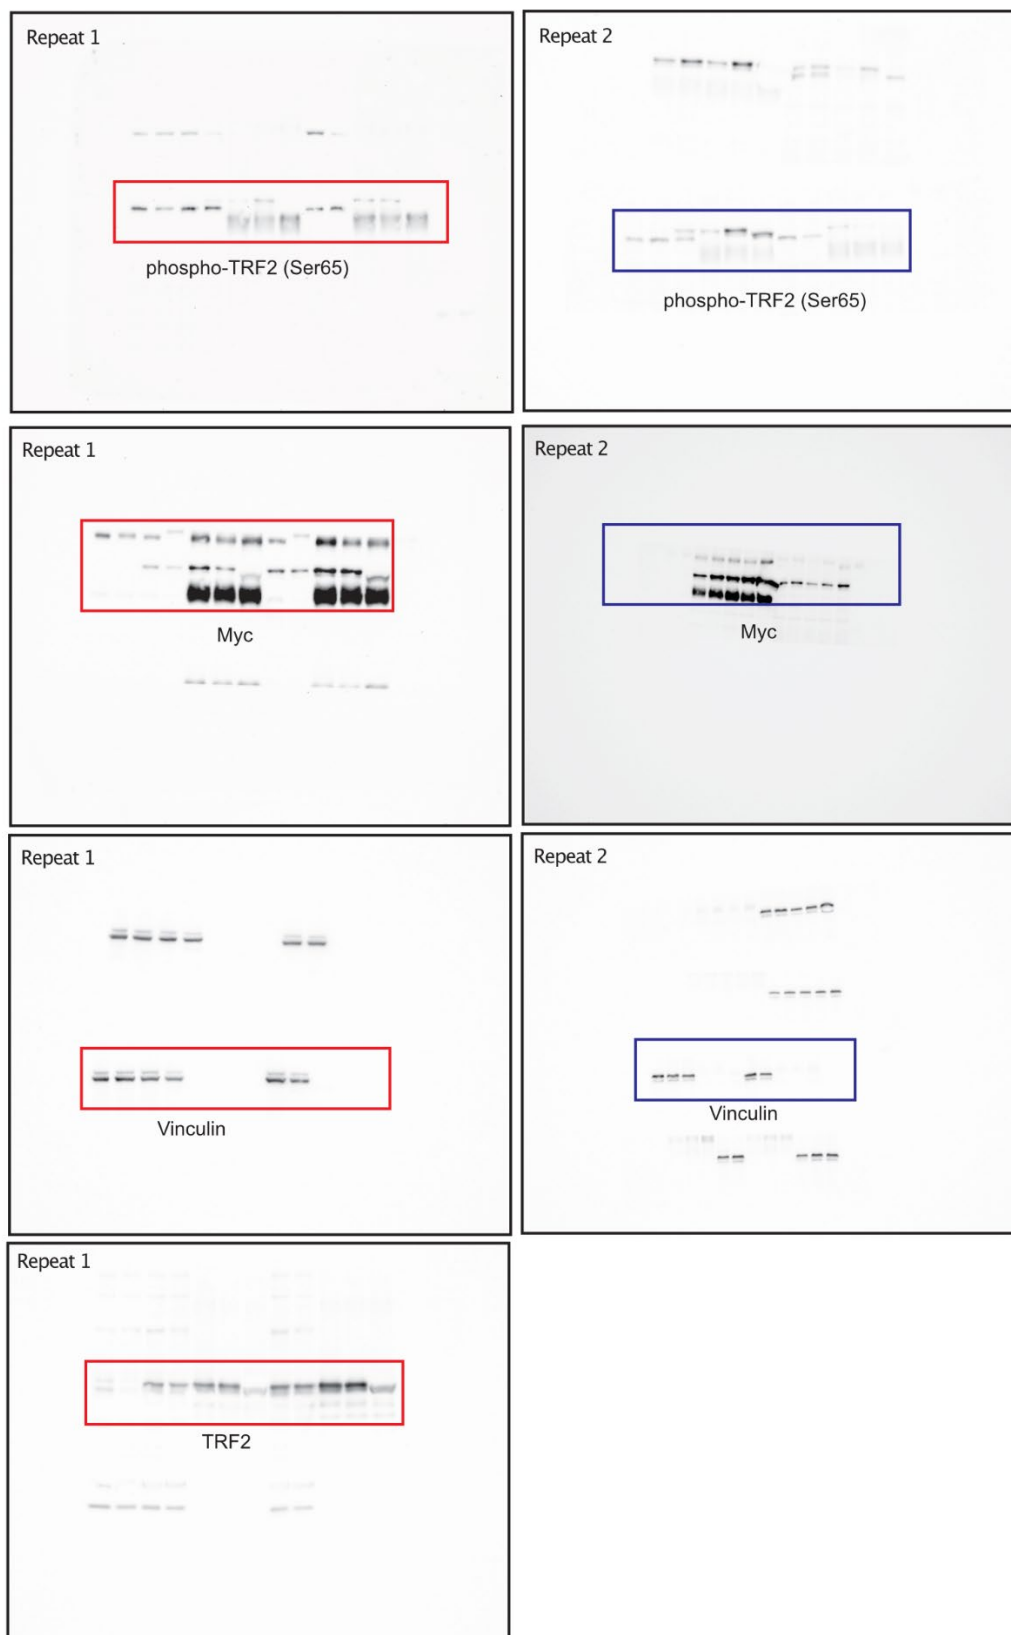 Repeat 1
phospho-TRF2 (Ser65)
Repeat 2
phospho-TRF2 (Ser65)
Repeat 1
Myc
Repeat 2
Myc
Repeat 1
Vinculin
Repeat 2
Vinculin
Repeat 1
TRF2